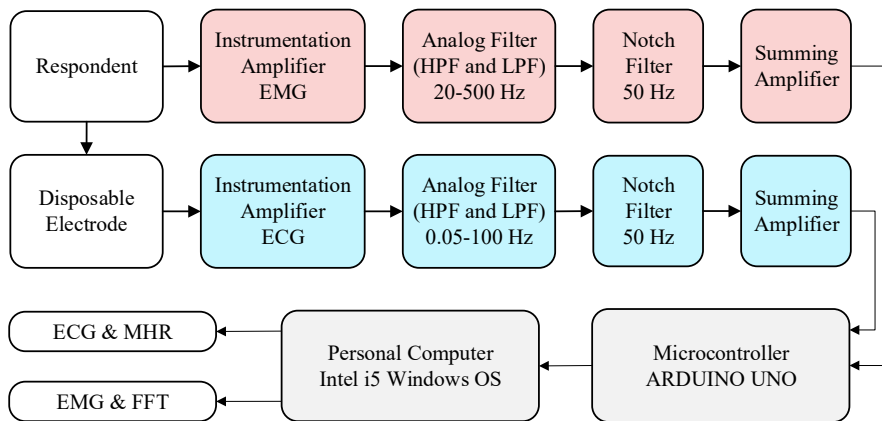 Respondent
Instrumentation
Amplifier
EMG
Analog Filter
(HPF and LPF)
20-500 Hz
Notch
Filter
50 Hz
Summing
Amplifier
Disposable
Electrode
Instrumentation
Amplifier
ECG
Analog Filter
(HPF and LPF)
0.05-100 Hz
Notch
Filter
50 Hz
Summing
Amplifier
ECG & MHR
EMG & FFT
Personal Computer
Intel i5 Windows OS
Microcontroller
ARDUINO UNO